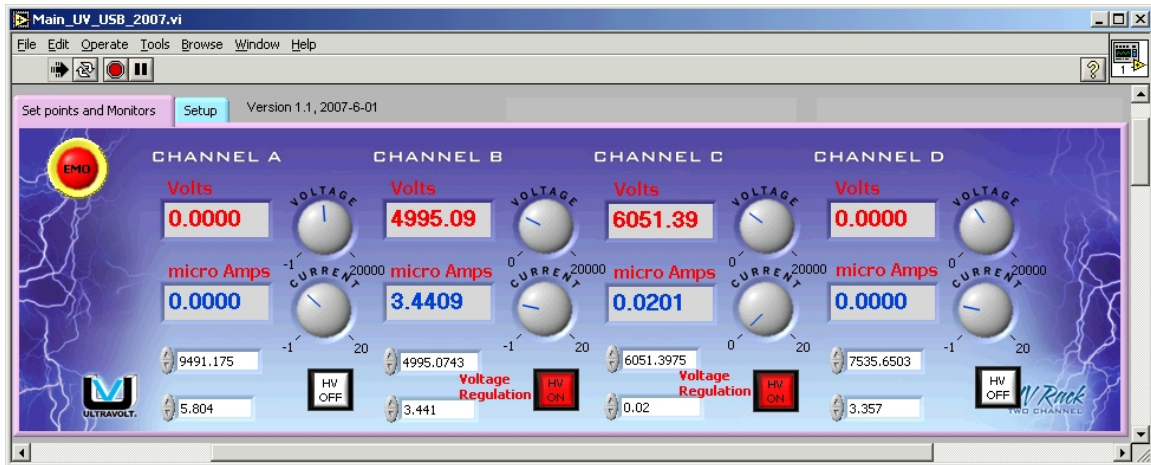 Main_UV_USB_2007.vi
File Edit Operate Tools Browse Window Help
1
Set points and Monitors Setup Version 1.1, 2007-6-01
EMO
CHANNEL A CHANNEL B CHANNEL C CHANNEL D
Volts VOLTAGE Volts VOLTAGE Volts VOLTAGE Volts VOLTAGE
0.0000 4995.09 6051.39 0.0000
-1 20000 0 20000 0 20000 0 20000
micro Amps CURRENT micro Amps CURRENT micro Amps CURRENT micro Amps CURRENT
0.0000 3.4409 0.0201 0.0000
-1 20 -1 20 0 20 -1 20
9491.175 4995.0743 6051.3975 7535.6503
HV OFF Voltage Regulation HV ON Voltage Regulation HV ON HV OFF
5.804 3.441 0.02 3.357
ULTRAVOLT. Rack
TWO CHANNEL